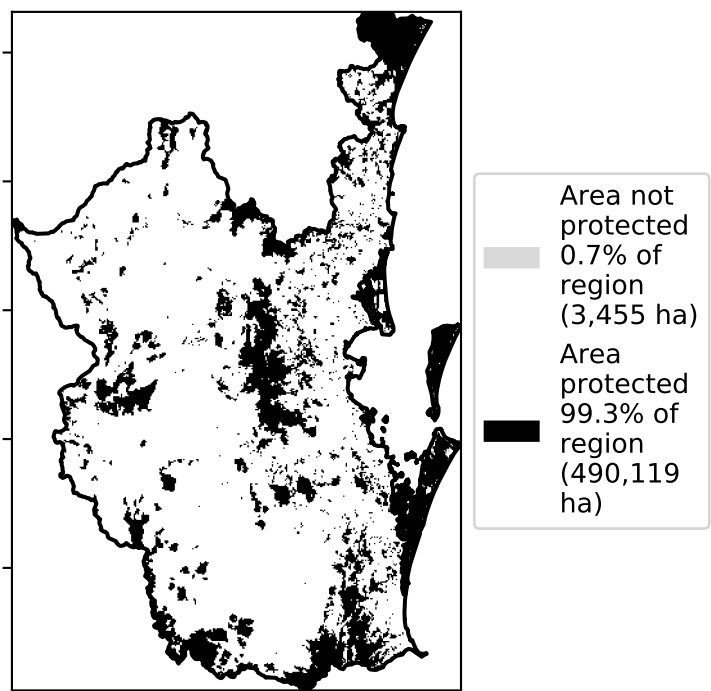 Area not
protected
0.7% of
region
(3,455 ha)
Area
protected
99.3% of
region
(490,119
ha)